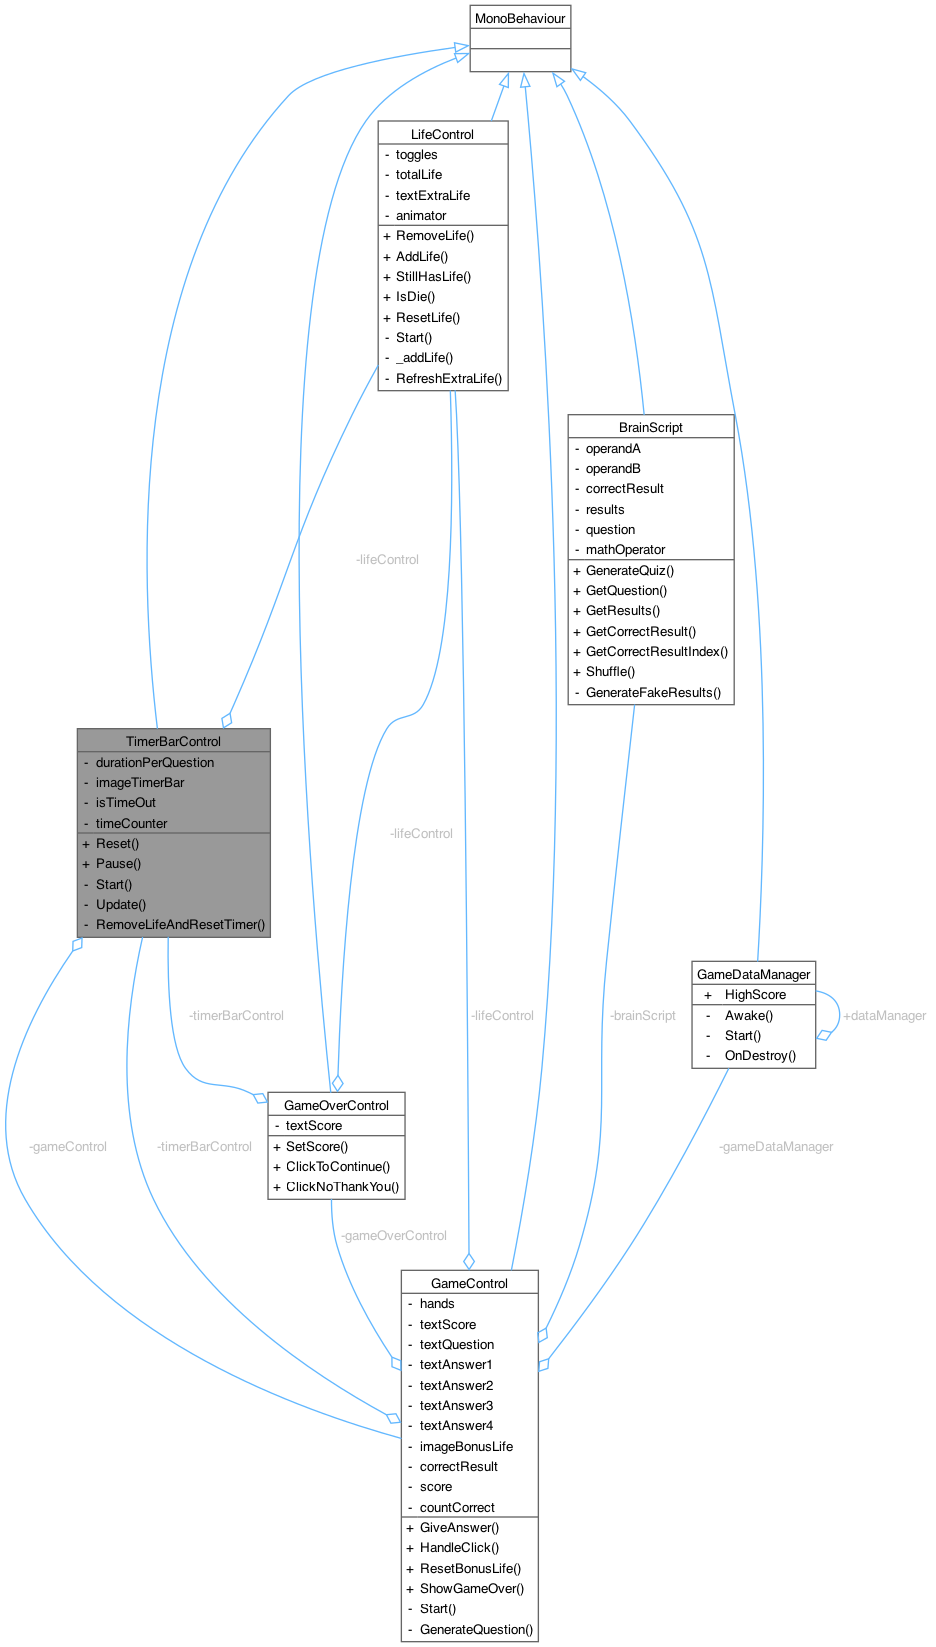 MonoBehaviour
LifeControl
- toggles
- totalLife
- textExtraLife
- animator
+ RemoveLife()
+ AddLife()
+ StillHasLife()
+ IsDie()
+ ResetLife()
- Start()
- _addLife()
- RefreshExtraLife()
BrainScript
- operandA
- operandB
- correctResult
- results
- question
- mathOperator
+ GenerateQuiz()
+ GetQuestion()
+ GetResults()
+ GetCorrectResult()
+ GetCorrectResultIndex()
+ Shuffle()
- GenerateFakeResults()
-lifeControl
TimerBarControl
- durationPerQuestion
- imageTimerBar
- isTimeOut
- timeCounter
+ Reset()
+ Pause()
- Start()
- Update()
- RemoveLifeAndResetTimer()
-lifeControl
GameDataManager
+ HighScore
- Awake()
- Start()
- OnDestroy()
-timerBarControl
-lifeControl
-brainScript
+dataManager
GameOverControl
- textScore
+ SetScore()
+ ClickToContinue()
+ ClickNoThankYou()
-gameControl
-timerBarControl
-gameDataManager
-gameOverControl
GameControl
- hands
- textScore
- textQuestion
- textAnswer1
- textAnswer2
- textAnswer3
- textAnswer4
- imageBonusLife
- correctResult
- score
- countCorrect
+ GiveAnswer()
+ HandleClick()
+ ResetBonusLife()
+ ShowGameOver()
- Start()
- GenerateQuestion()